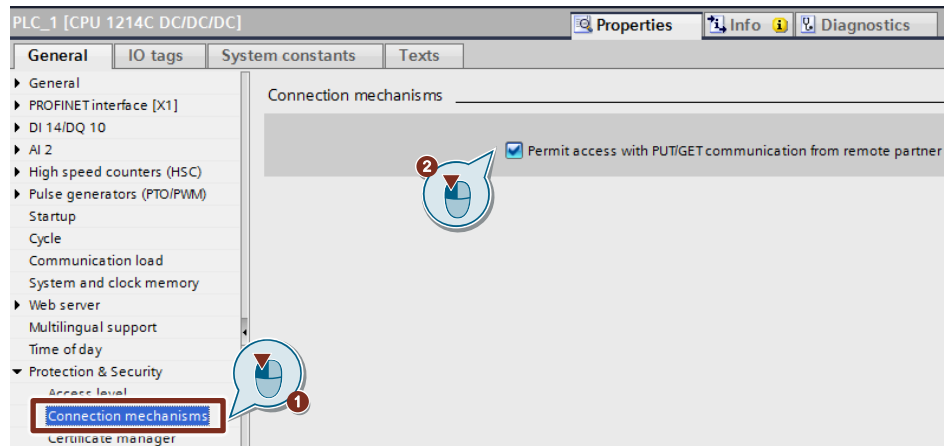 PLC_1 [CPU 1214C DC/DC/DC]
Properties
Info
Diagnostics
General
IO tags
System constants
Texts
General
PROFINET interface [X1]
DI 14/DQ 10
AI 2
High speed counters (HSC)
Pulse generators (PTO/PWM)
Startup
Cycle
Communication load
System and clock memory
Web server
Multilingual support
Time of day
Protection & Security
Access level
Connection mechanisms
Certificate manager
Connection mechanisms
Permit access with PUT/GET communication from remote partner
2
1